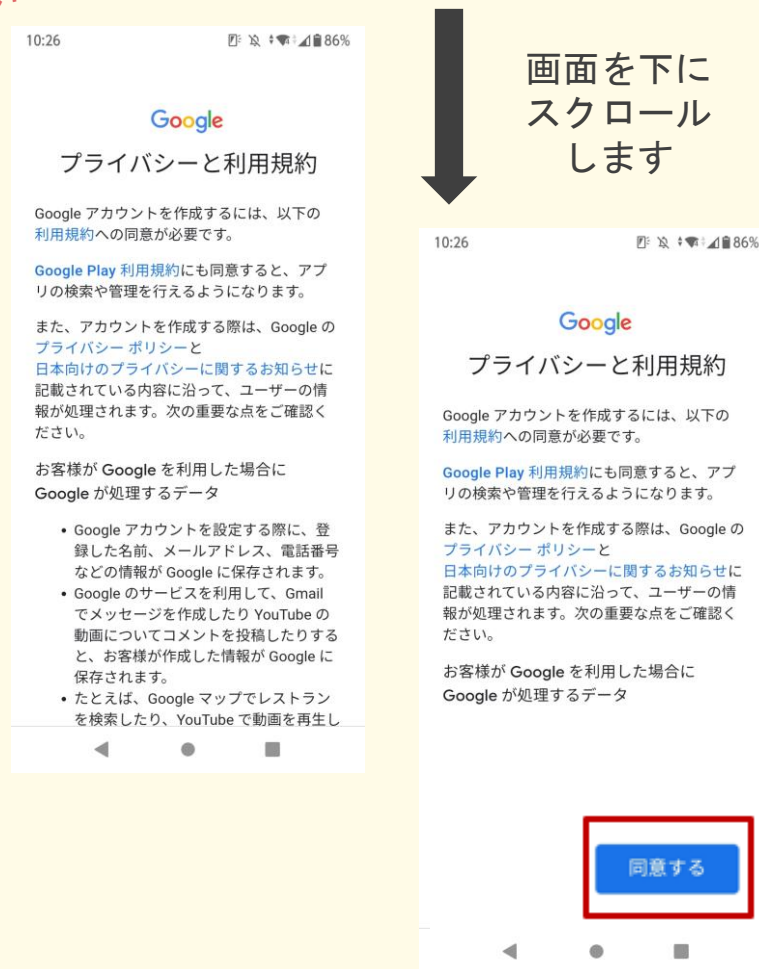 10:26
86%
Google
プライバシーと利用規約
Google アカウントを作成するには、以下の
利用規約への同意が必要です。
Google Play 利用規約にも同意すると、アプ
リの検索や管理を行えるようになります。
また、アカウントを作成する際は、Google の
プライバシー ポリシーと
日本向けのプライバシーに関するお知らせに
記載されている内容に沿って、ユーザーの情
報が処理されます。次の重要な点をご確認く
ださい。
お客様が Google を利用した場合に
Google が処理するデータ
• Google アカウントを設定する際に、登
録した名前、メールアドレス、電話番号
などの情報が Google に保存されます。
• Google のサービスを利用して、Gmail
でメッセージを作成したり YouTube の
動画についてコメントを投稿したりする
と、お客様が作成した情報が Google に
保存されます。
• たとえば、Google マップでレストラン
を検索したり、YouTube で動画を再生し
画面を下に
スクロール
します
10:26
86%
Google
プライバシーと利用規約
Google アカウントを作成するには、以下の
利用規約への同意が必要です。
Google Play 利用規約にも同意すると、アプ
リの検索や管理を行えるようになります。
また、アカウントを作成する際は、Google の
プライバシー ポリシーと
日本向けのプライバシーに関するお知らせに
記載されている内容に沿って、ユーザーの情
報が処理されます。次の重要な点をご確認く
ださい。
お客様が Google を利用した場合に
Google が処理するデータ
同意する